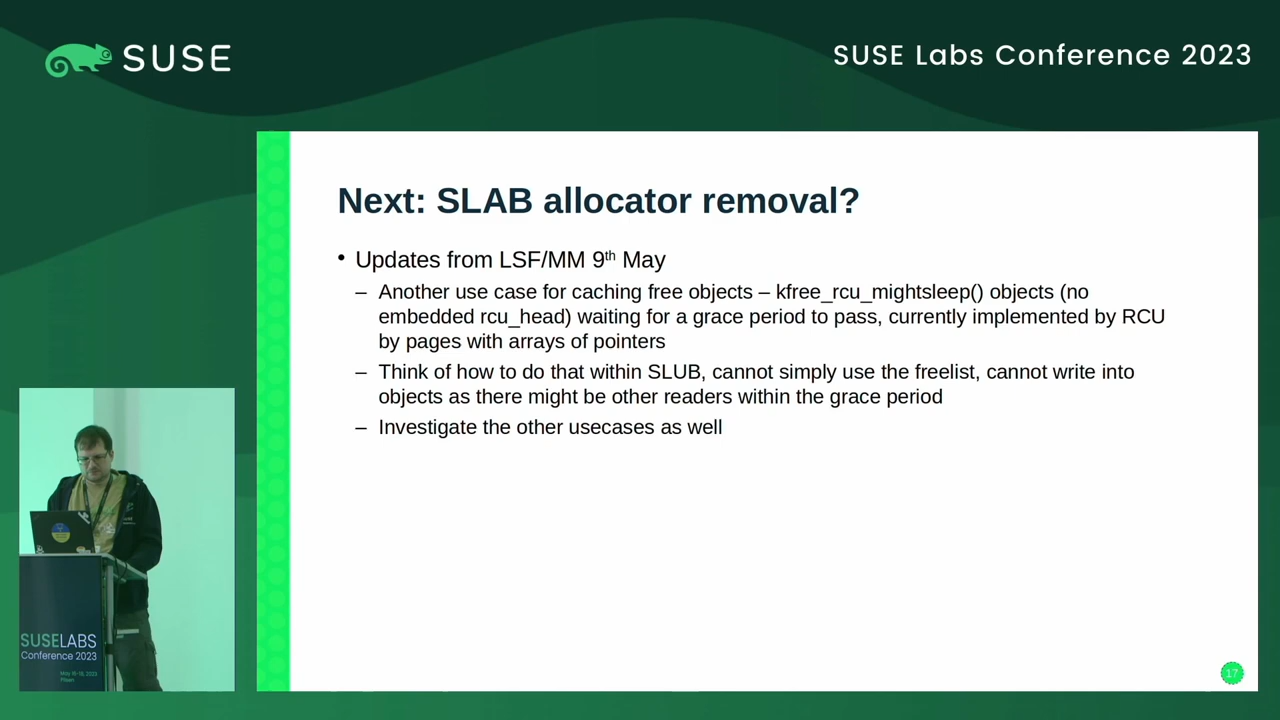 SUSE
SUSE Labs Conference 2023
Next: SLAB allocator removal?
• Updates from LSF/MM 9th May
– Another use case for caching free objects – kfree_rcu_mightsleep() objects (no
embedded rcu_head) waiting for a grace period to pass, currently implemented by RCU
by pages with arrays of pointers
– Think of how to do that within SLUB, cannot simply use the freelist, cannot write into
objects as there might be other readers within the grace period
– Investigate the other usecases as well
SUSELABS
Conference 2023
May 16-18, 2023
17